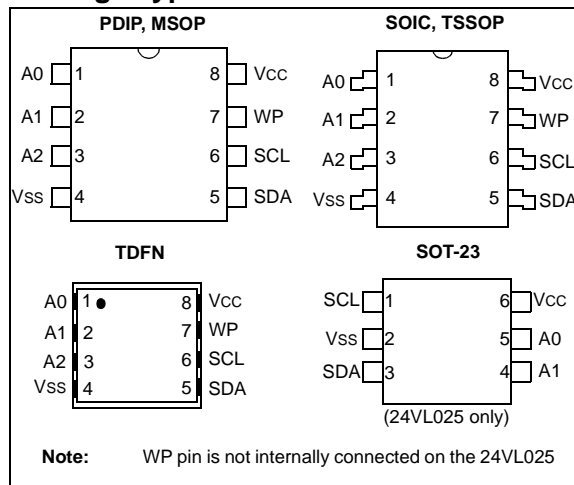 PDIP, MSOP
A0 1 8 VCC
A1 2 7 WP
A2 3 6 SCL
VSS 4 5 SDA
SOIC, TSSOP
A0 1 8 VCC
A1 2 7 WP
A2 3 6 SCL
VSS 4 5 SDA
TDFN
A0 1 8 VCC
A1 2 7 WP
A2 3 6 SCL
VSS 4 5 SDA
SOT-23
SCL 1 6 VCC
VSS 2 5 A0
SDA 3 4 A1
(24VL025 only)
Note: WP pin is not internally connected on the 24VL025